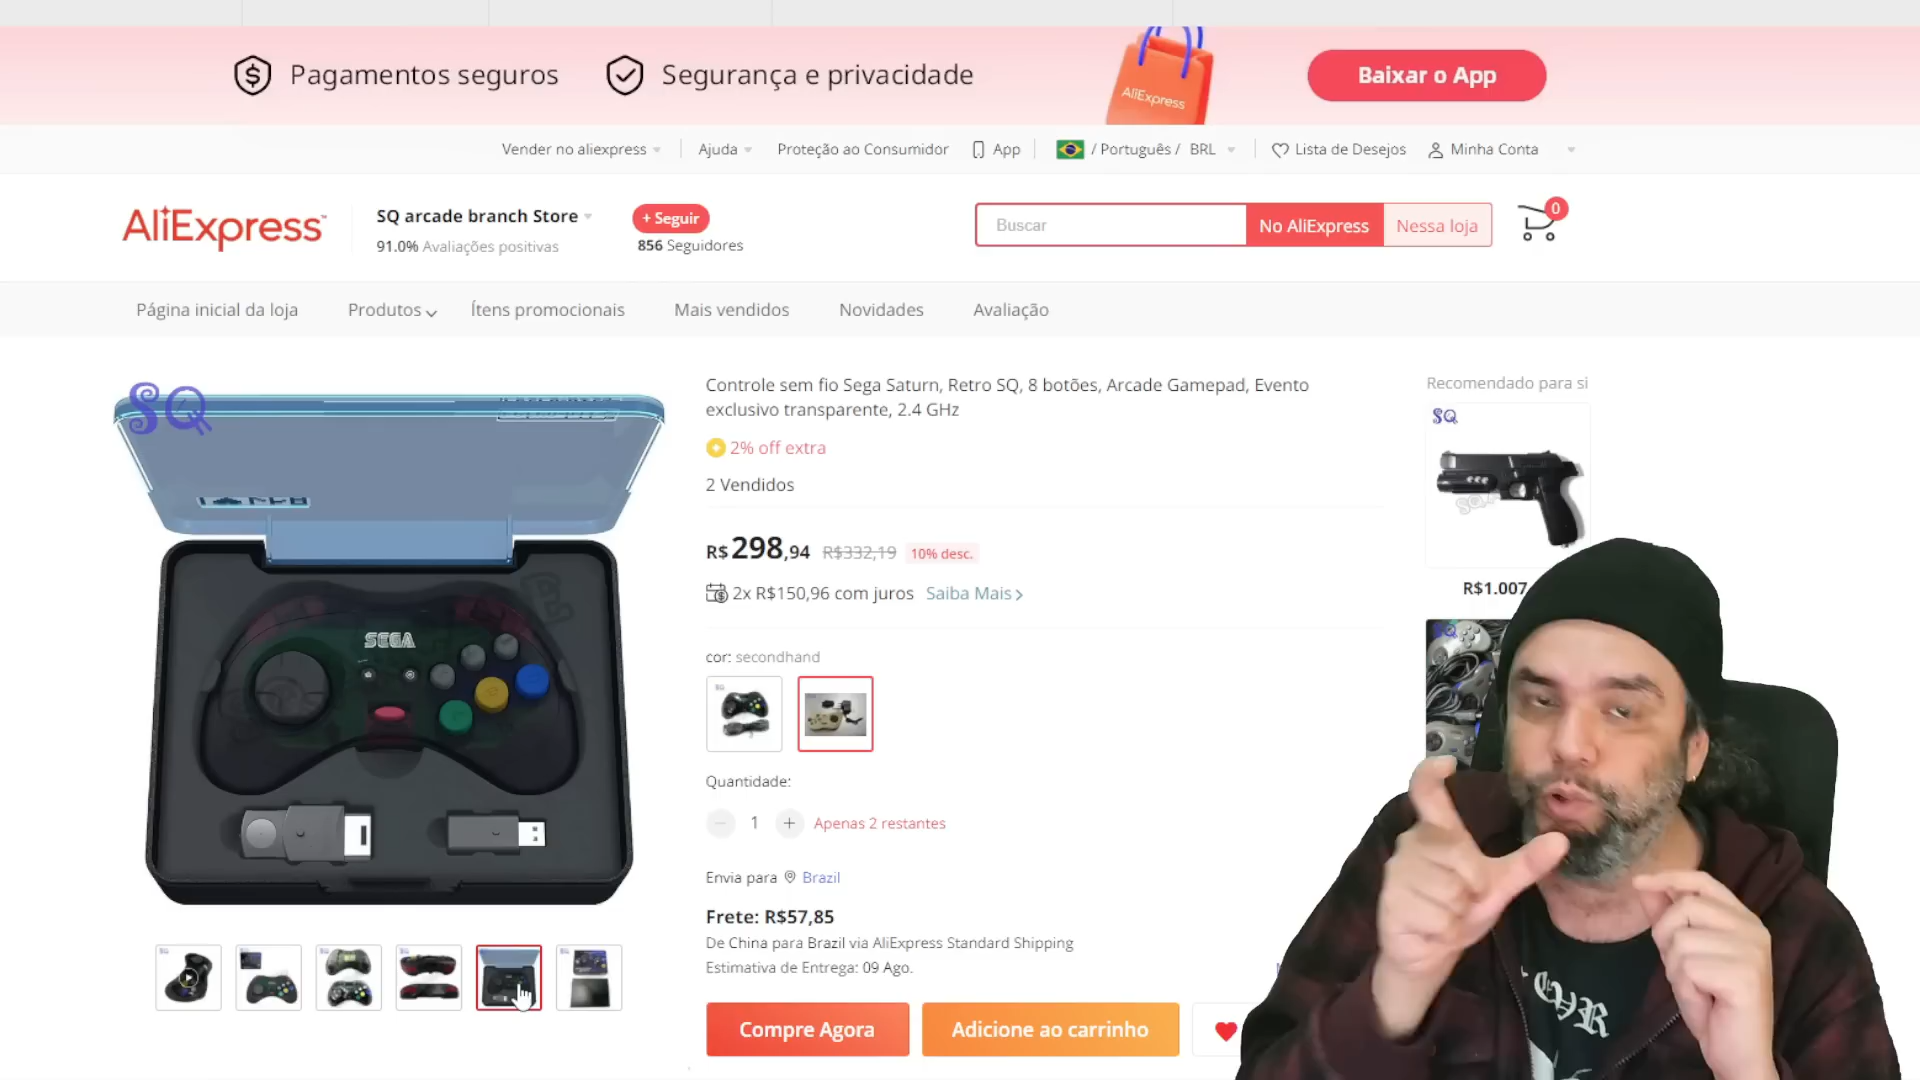 Pagamentos seguros
Segurança e privacidade
AliExpress
Baixar o App
Vender no aliexpress
Ajuda
Proteção ao Consumidor
App
/ Português / BRL
Lista de Desejos
Minha Conta
AliExpress™
SQ arcade branch Store
91.0% Avaliações positivas
+ Seguir
856 Seguidores
Buscar
No AliExpress
Nessa loja
0
Página inicial da loja
Produtos
Ítens promocionais
Mais vendidos
Novidades
Avaliação
SQ
SEGA
Controle sem fio Sega Saturn, Retro SQ, 8 botões, Arcade Gamepad, Evento
exclusivo transparente, 2.4 GHz
2% off extra
2 Vendidos
R$298,94 R$332,19 10% desc.
2x R$150,96 com juros Saiba Mais
cor: secondhand
Quantidade:
1
Apenas 2 restantes
Envia para Brazil
Frete: R$57,85
De China para Brazil via AliExpress Standard Shipping
Estimativa de Entrega: 09 Ago.
Compre Agora
Adicione ao carrinho
Recomendado para si
SQ
R$1.007